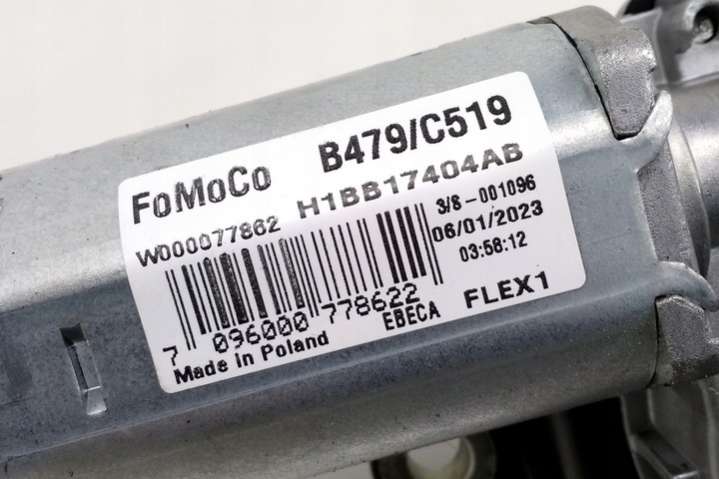 FoMoCo B479/C519
W000077862 H1BB17404AB
3/8-001096
06/01/2023
03:58:12
7 096000 778622
EBECA FLEX1
Made in Poland